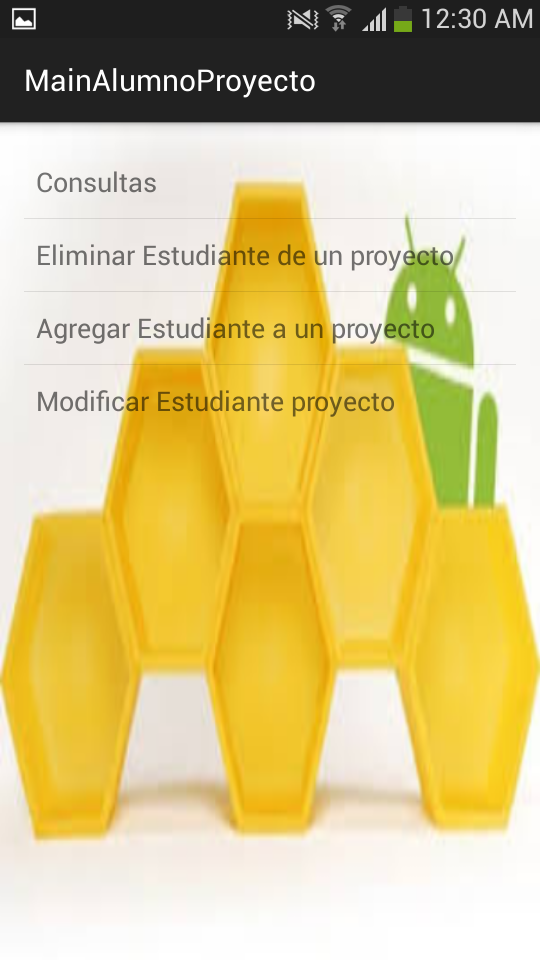 12:30 AM
MainAlumnoProyecto
Consultas
Eliminar Estudiante de un proyecto
Agregar Estudiante a un proyecto
Modificar Estudiante proyecto